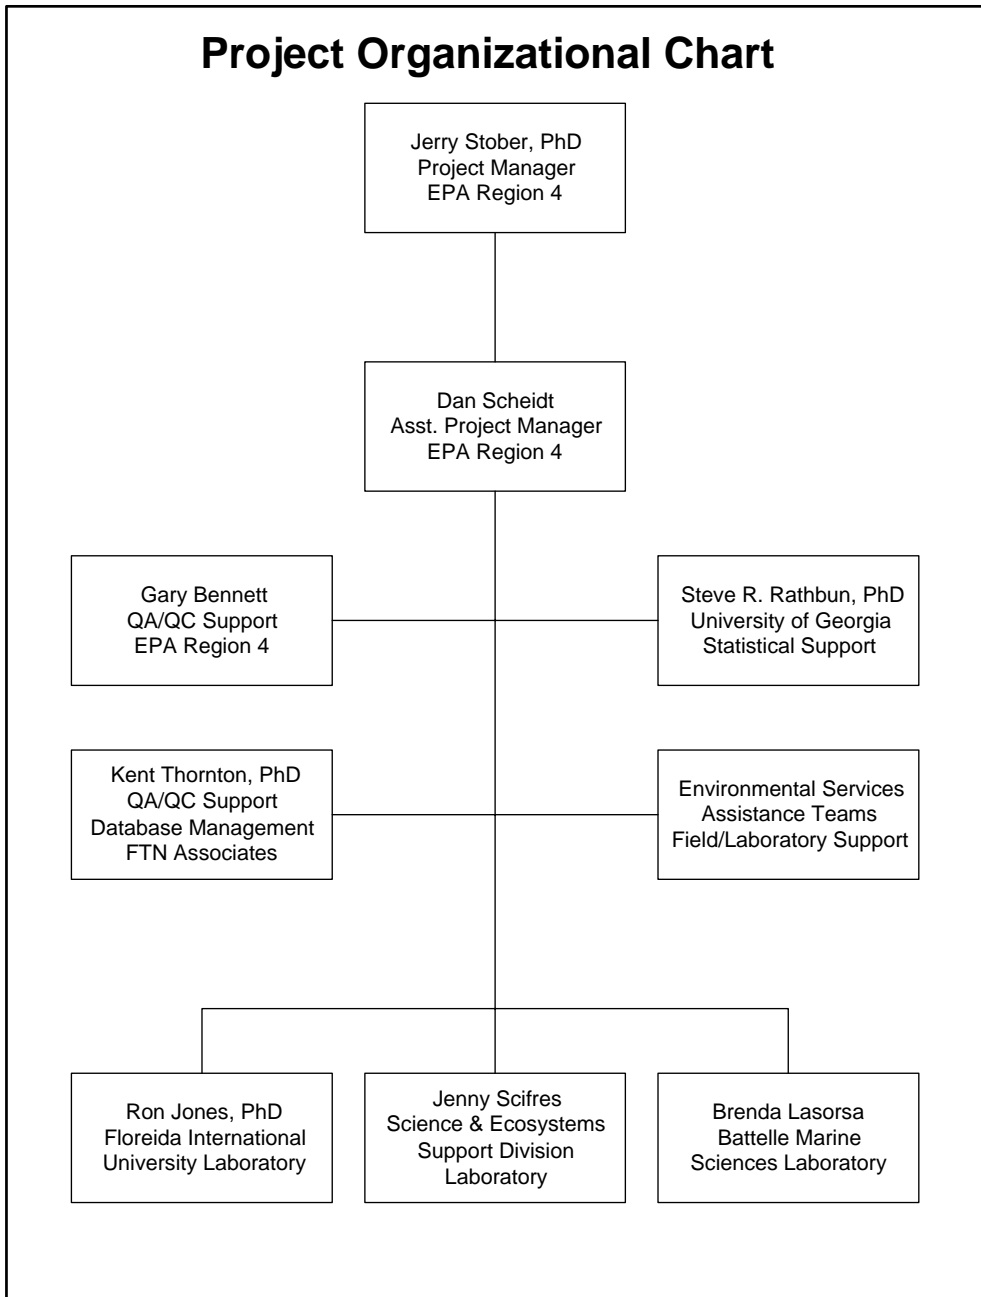 Project Organizational Chart
Jerry Stober, PhD
Project Manager
EPA Region 4
Dan Scheidt
Asst. Project Manager
EPA Region 4
Gary Bennett
QA/QC Support
EPA Region 4
Steve R. Rathbun, PhD
University of Georgia
Statistical Support
Kent Thornton, PhD
QA/QC Support
Database Management
FTN Associates
Environmental Services
Assistance Teams
Field/Laboratory Support
Ron Jones, PhD
Floreida International
University Laboratory
Jenny Scifres
Science & Ecosystems
Support Division
Laboratory
Brenda Lasorsa
Battelle Marine
Sciences Laboratory